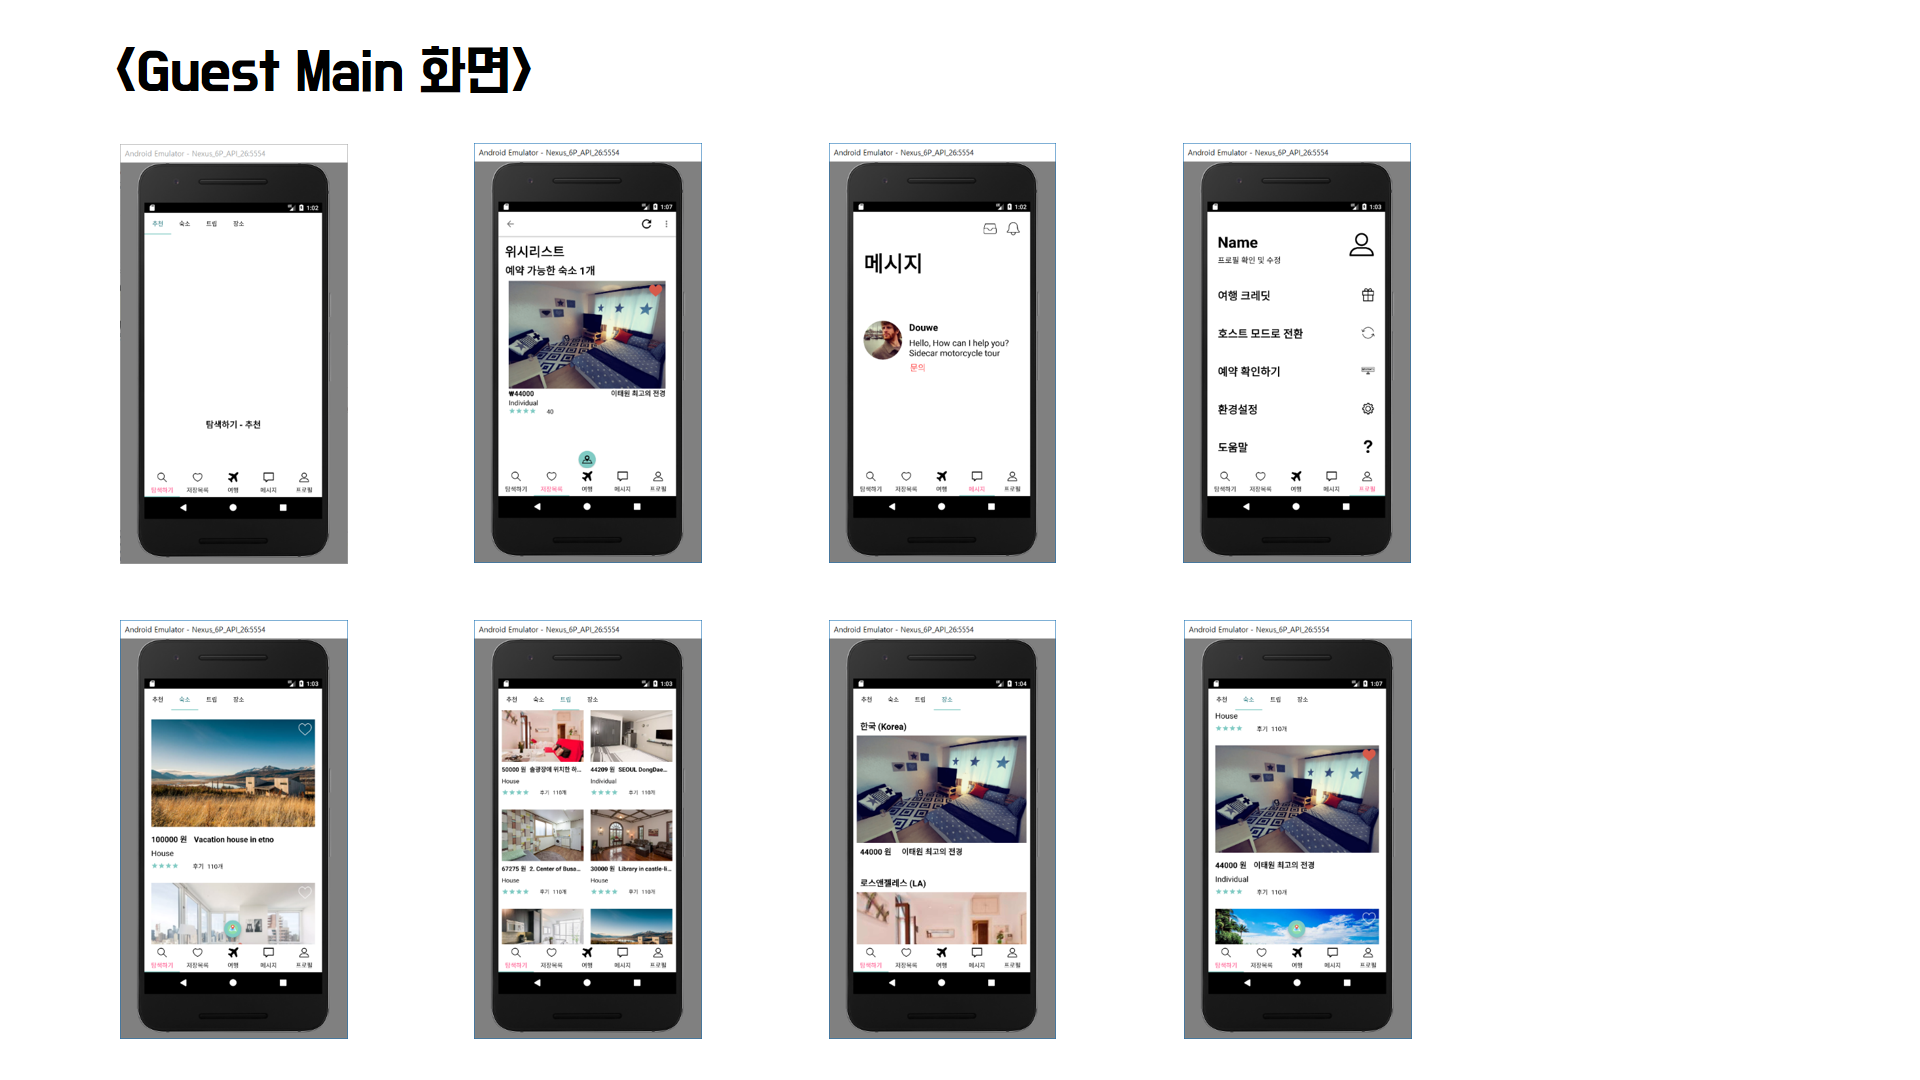 <Guest Main 화면>
Android Emulator - Nexus_6P_API_26:5554
1:02
추천 숙소 트립 장소
탐색하기 - 추천
탐색하기 저장목록 여행 메시지 프로필
Android Emulator - Nexus_6P_API_26:5554
1:07
위시리스트
예약 가능한 숙소 1개
₩44000 이태원 최고의 전경
Individual
40
탐색하기 저장목록 여행 메시지 프로필
Android Emulator - Nexus_6P_API_26:5554
1:02
메시지
Douwe
Hello, How can I help you?
Sidecar motorcycle tour
문의
탐색하기 저장목록 여행 메시지 프로필
Android Emulator - Nexus_6P_API_26:5554
1:03
Name
프로필 확인 및 수정
여행 크레딧
호스트 모드로 전환
예약 확인하기
환경설정
도움말
?
탐색하기 저장목록 여행 메시지 프로필
Android Emulator - Nexus_6P_API_26:5554
1:03
추천 숙소 트립 장소
100000 원 Vacation house in etno
House
후기 110개
탐색하기 저장목록 여행 메시지 프로필
Android Emulator - Nexus_6P_API_26:5554
1:03
추천 숙소 트립 장소
50000 원 솔광장에 위치한 하... 44209 원 SEOUL DongDae...
House Individual
후기 110개 후기 110개
67275 원 2. Center of Busa... 30000 원 Library in castle-li...
House House
후기 110개 후기 110개
탐색하기 저장목록 여행 메시지 프로필
Android Emulator - Nexus_6P_API_26:5554
1:04
추천 숙소 트립 장소
한국 (Korea)
44000 원 이태원 최고의 전경
로스앤젤레스 (LA)
탐색하기 저장목록 여행 메시지 프로필
Android Emulator - Nexus_6P_API_26:5554
1:07
추천 숙소 트립 장소
House
후기 110개
44000 원 이태원 최고의 전경
Individual
후기 110개
탐색하기 저장목록 여행 메시지 프로필